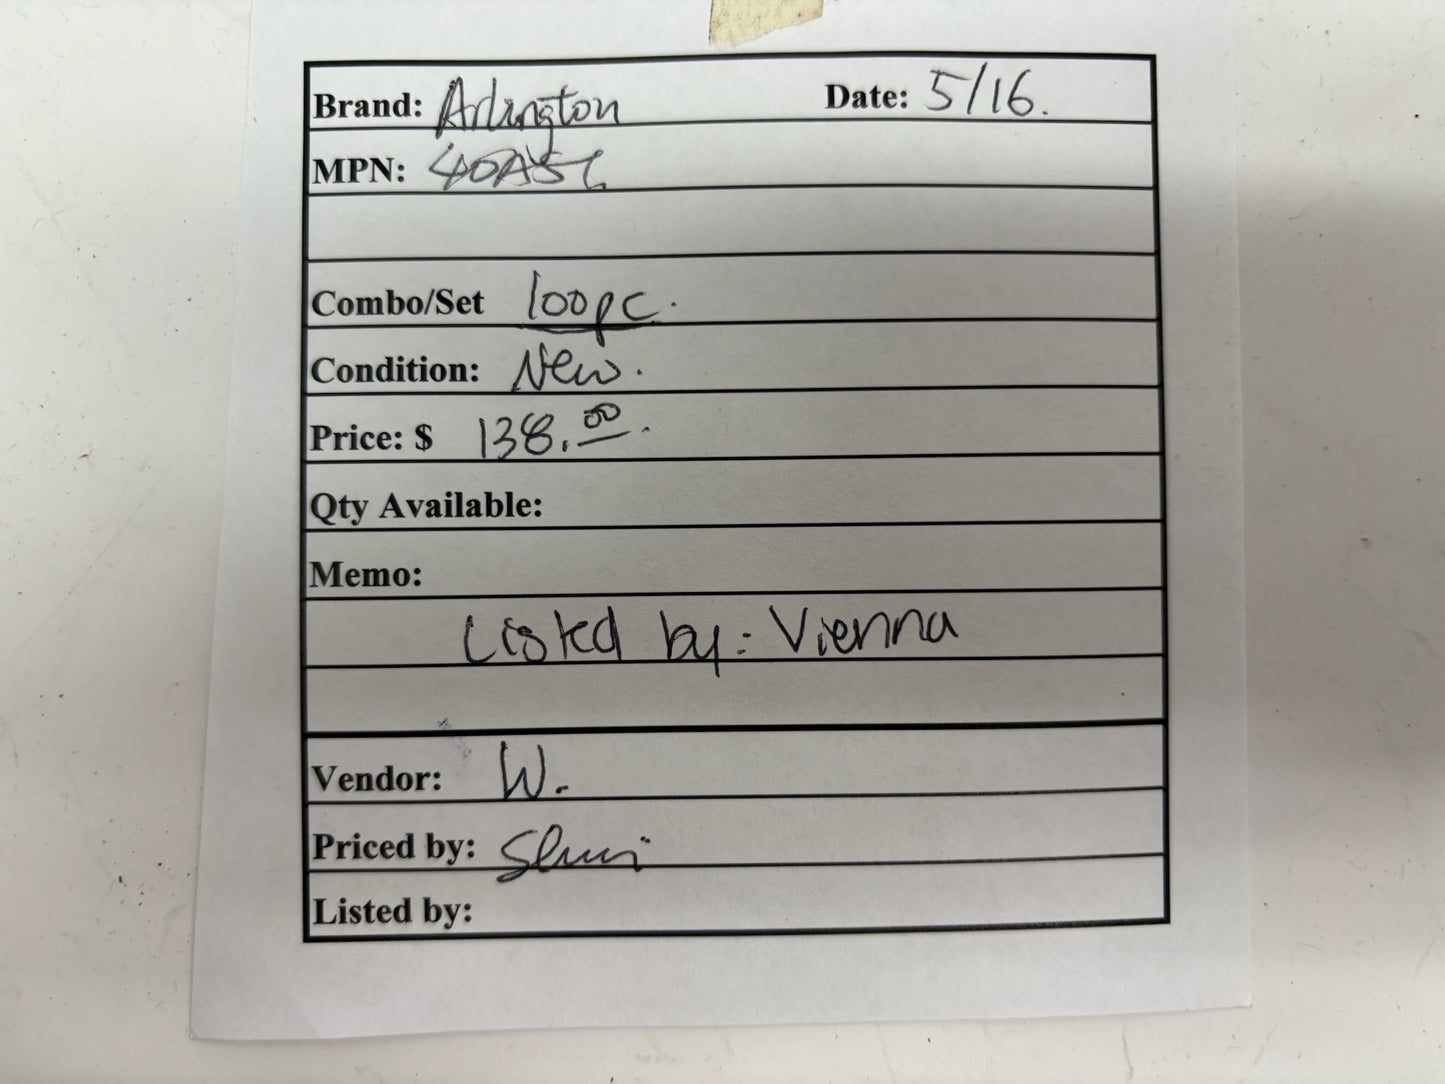 Brand: Arlington Date: 5/16.
MPN: 40AST
Combo/Set 100pc.
Condition: New.
Price: $ 138.00.
Qty Available:
Memo:
Listed by: Vienna
Vendor: W.
Priced by:
Listed by: